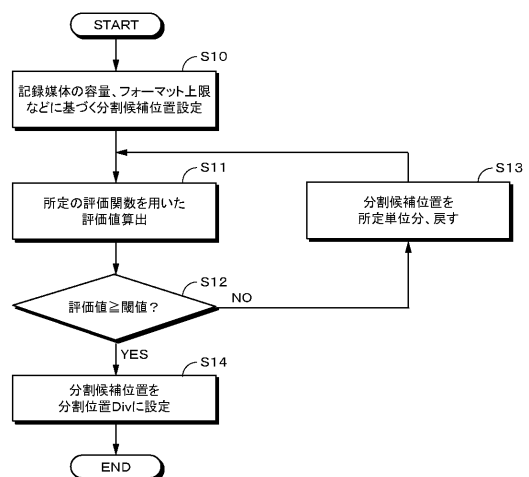 START
S10
記録媒体の容量、フォーマット上限
などに基づく分割候補位置設定
S11
所定の評価関数を用いた
評価値算出
S13
分割候補位置を
所定単位分、戻す
S12
評価値≧閾値？
NO
YES
S14
分割候補位置を
分割位置Divに設定
END